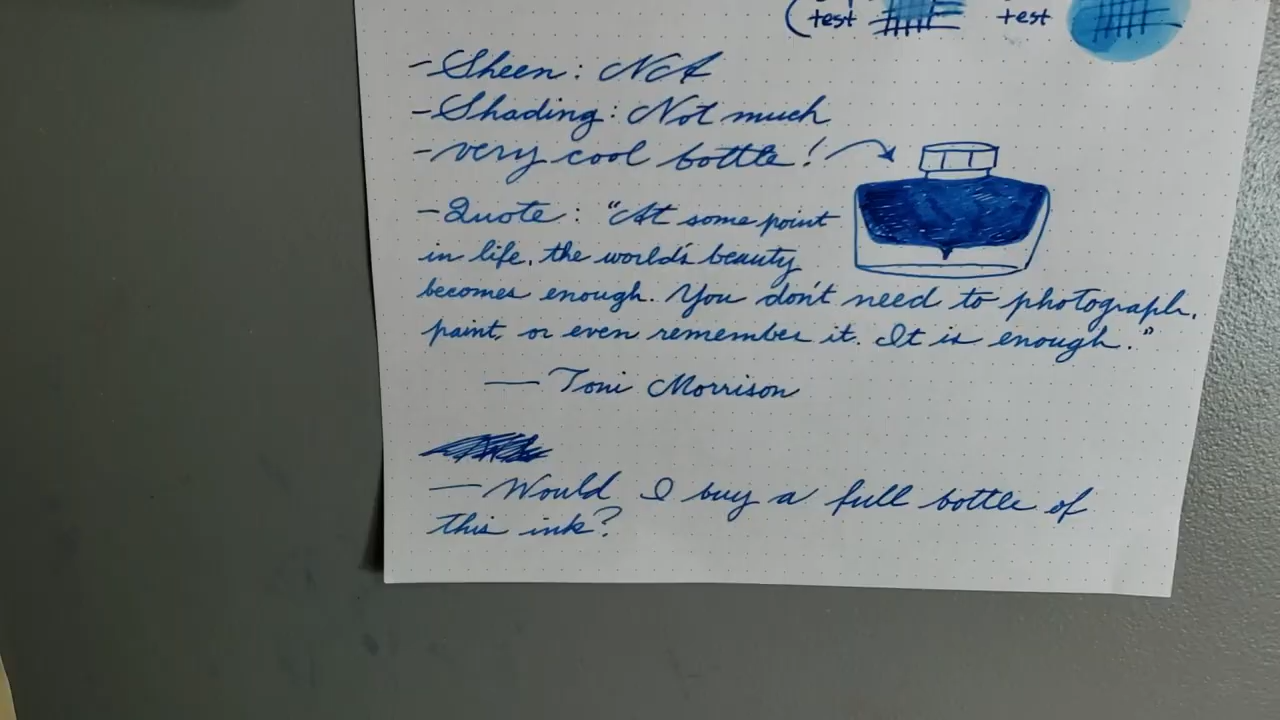 (test test
- Sheen: NA
- Shading: Not much
- very cool bottle!
- Quote: "At some point
in life, the world's beauty
becomes enough. You don't need to photograph,
paint, or even remember it. It is enough."
— Toni Morrison
— Would I buy a full bottle of
this ink?